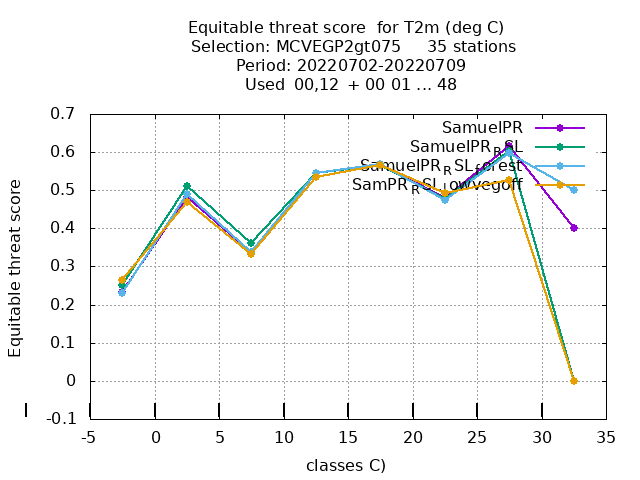 Equitable threat score for T2m (deg C)
Selection: MCVEGP2gt075 35 stations
Period: 20220702-20220709
Used 00,12 + 00 01 ... 48
Equitable threat score
0.7
0.6
0.5
0.4
0.3
0.2
0.1
0
-0.1
-5
0
5
10
15
20
25
30
35
classes C)
SamuelPR
SamuelPR_RSL
SamuelPR_RSL_forest
SamPR_RSL_lowvegoff